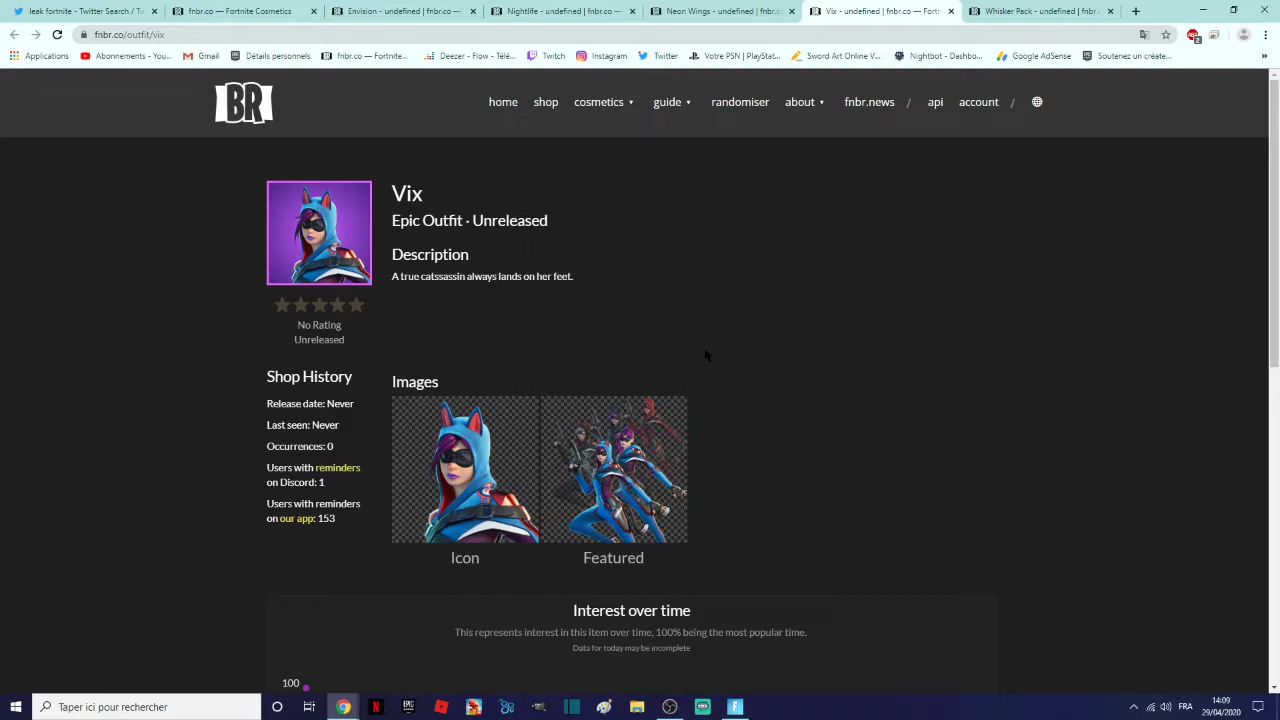 leak fortnite - Twitter Search / Tu
fnbr.co — Fortnite Cosmetics
Envision - undefined | fnbr.co
Nightlife - undefined | fnbr.co
Nora Wings - undefined | fnbr.c
Vix - undefined | fnbr.co — Fort
Whisker Pack - undefined | fnbr
fnbr.co/outfit/vix
Applications
Abonnements - You...
Gmail
Détails personnels
fnbr.co — Fortnite...
Deezer - Flow - Télé...
Twitch
Instagram
Twitter
Votre PSN | PlaySta...
Sword Art Online V...
Nightbot - Dashbo...
Google AdSense
Soutenez un créate...
»
BR
home
shop
cosmetics
guide
randomiser
about
fnbr.news
/
api
account
/
Vix
Epic Outfit · Unreleased
Description
A true catssassin always lands on her feet.
No Rating
Unreleased
Shop History
Release date: Never
Last seen: Never
Occurrences: 0
Users with reminders
on Discord: 1
Users with reminders
on our app: 153
Images
Icon
Featured
Interest over time
This represents interest in this item over time, 100% being the most popular time.
Data for today may be incomplete
100
Taper ici pour rechercher
FRA
14:09
29/04/2020